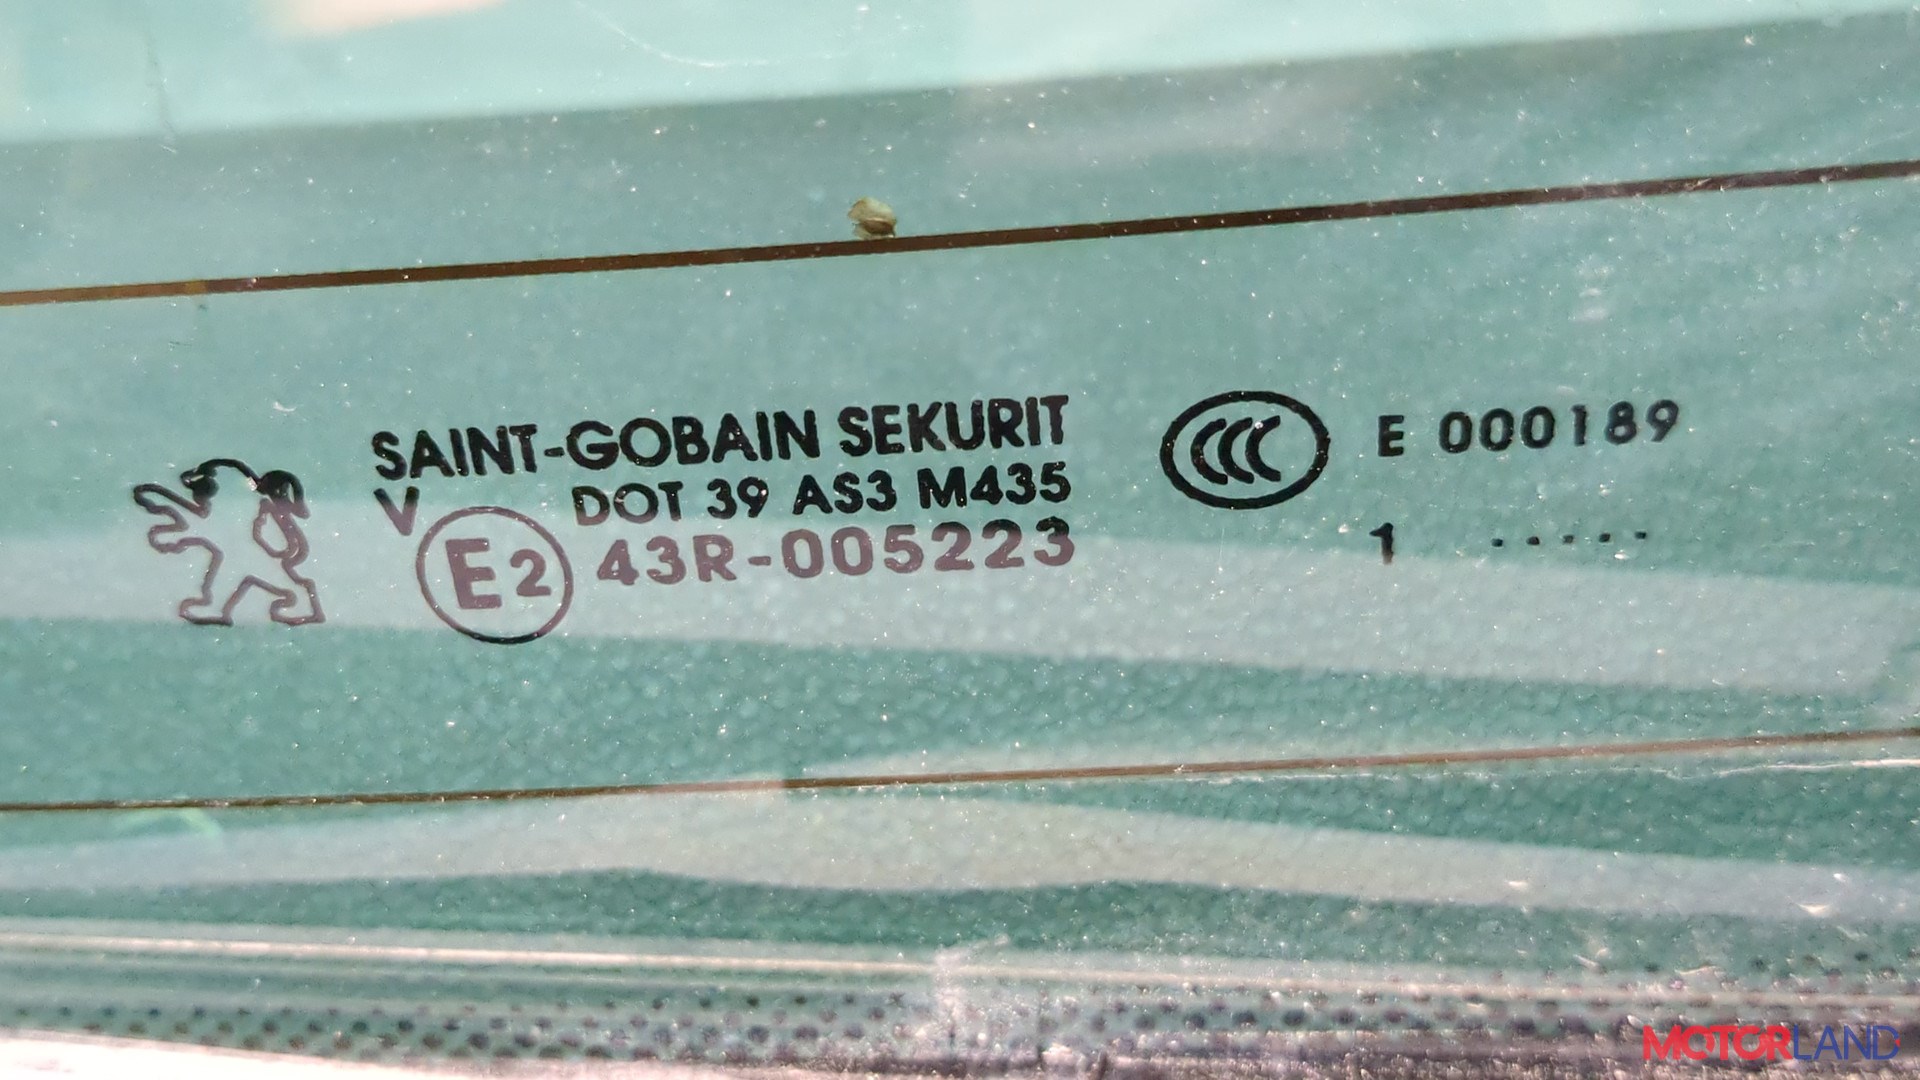 SAINT-GOBAIN SEKURIT
V DOT 39 AS3 M435
E2 43R-005223
CCC E 000189
1 .....
MOTORLAND